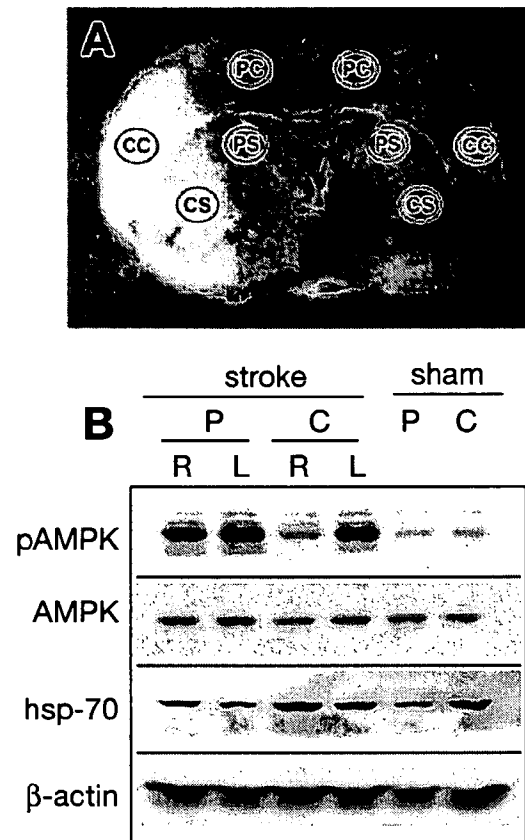 A
PC PC
CC PS PS CC
CS CS
stroke sham
B P C P C
R L R L
pAMPK
AMPK
hsp-70
β-actin